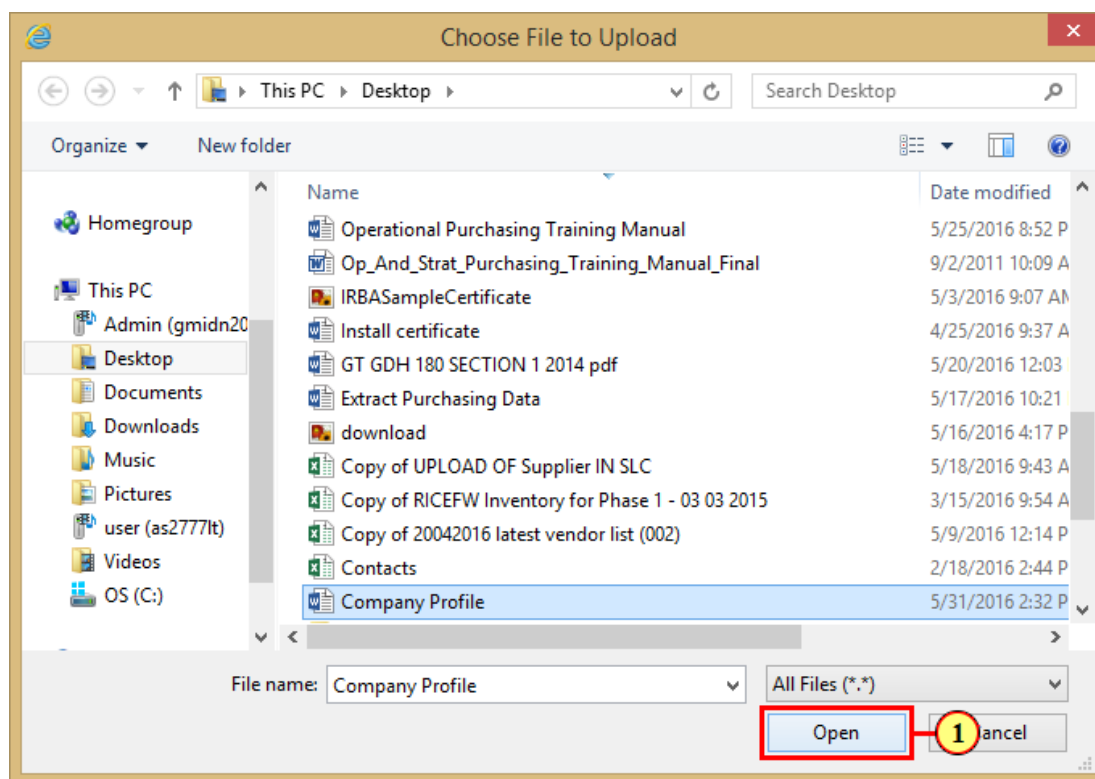 Choose File to Upload
This PC Desktop Search Desktop
Organize New folder
Name Date modified
Homegroup
This PC
Admin (gmidn20
Desktop
Documents
Downloads
Music
Pictures
user (as2777lt)
Videos
OS (C:)
Operational Purchasing Training Manual 5/25/2016 8:52 P
Op_And_Strat_Purchasing_Training_Manual_Final 9/2/2011 10:09 A
IRBASampleCertificate 5/3/2016 9:07 AN
Install certificate 4/25/2016 9:37 A
GT GDH 180 SECTION 1 2014 pdf 5/20/2016 12:03
Extract Purchasing Data 5/17/2016 10:21
download 5/16/2016 4:17 P
Copy of UPLOAD OF Supplier IN SLC 5/18/2016 9:43 A
Copy of RICEFW Inventory for Phase 1 - 03 03 2015 3/15/2016 9:54 A
Copy of 20042016 latest vendor list (002) 5/9/2016 12:14 P
Contacts 2/18/2016 2:44 P
Company Profile 5/31/2016 2:32 P
File name: Company Profile All Files (*.*)
Open 1 ancel